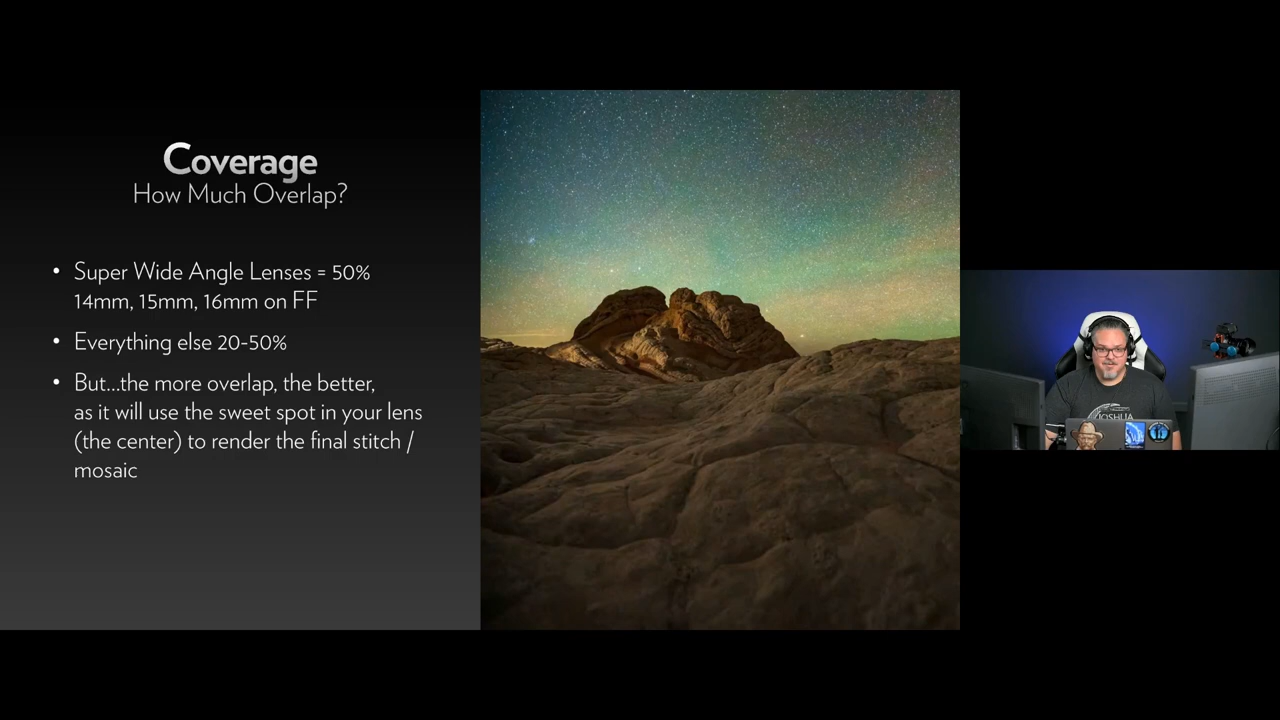 Coverage
How Much Overlap?
• Super Wide Angle Lenses = 50%
14mm, 15mm, 16mm on FF
• Everything else 20-50%
• But...the more overlap, the better,
as it will use the sweet spot in your lens
(the center) to render the final stitch /
mosaic
JOSHUA